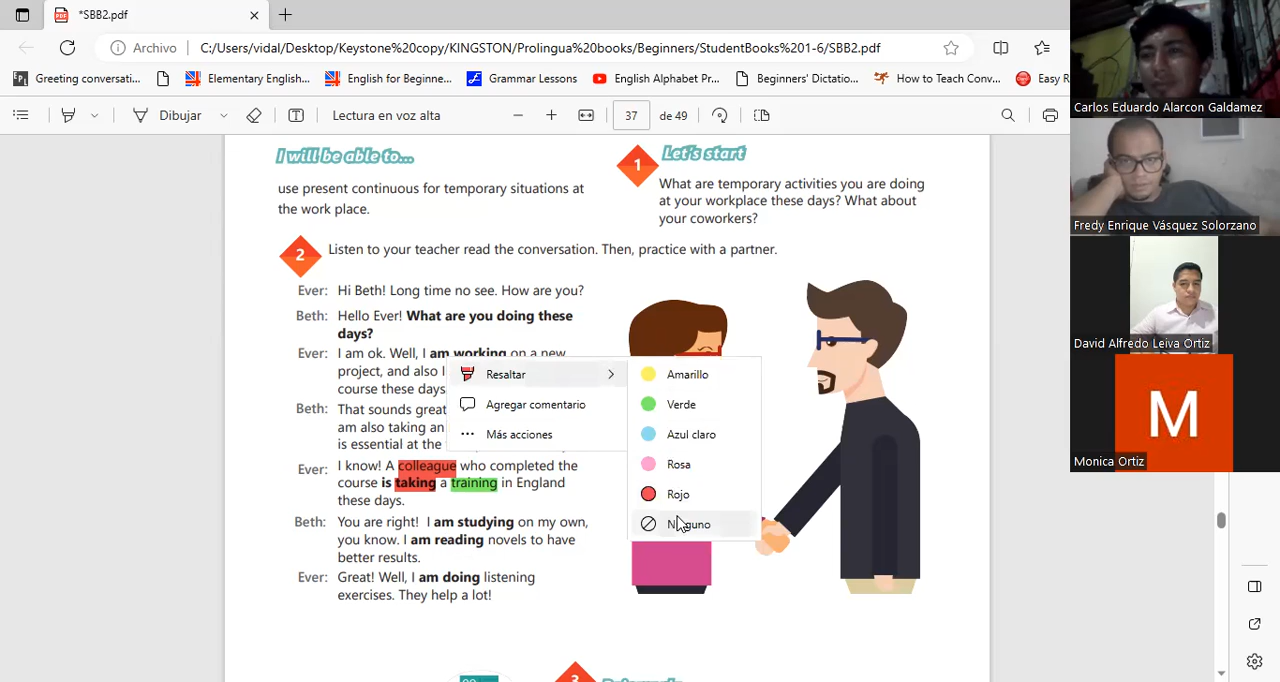 *SBB2.pdf
Archivo
C:/Users/vidal/Desktop/Keystone%20copy/KINGSTON/Prolingua%20books/Beginners/StudentBooks%201-6/SBB2.pdf
Greeting conversati...
Elementary English...
English for Beginne...
Grammar Lessons
English Alphabet Pr...
Beginners' Dictatio...
How to Teach Conv...
Easy R
Dibujar
Lectura en voz alta
37
de 49
I will be able to...
use present continuous for temporary situations at
the work place.
1
Let's start
What are temporary activities you are doing
at your workplace these days? What about
your coworkers?
2
Listen to your teacher read the conversation. Then, practice with a partner.
Ever: Hi Beth! Long time no see. How are you?
Beth: Hello Ever! What are you doing these
days?
Ever: I am ok. Well, I am working on a new
project, and also I
course these days
Beth: That sounds great
am also taking an
is essential at the
Ever: I know! A colleague who completed the
course is taking a training in England
these days.
Beth: You are right! I am studying on my own,
you know. I am reading novels to have
better results.
Ever: Great! Well, I am doing listening
exercises. They help a lot!
Resaltar
Agregar comentario
Más acciones
Amarillo
Verde
Azul claro
Rosa
Rojo
Ninguno
3
Carlos Eduardo Alarcon Galdamez
Fredy Enrique Vásquez Solorzano
David Alfredo Leiva Ortiz
M
Monica Ortiz